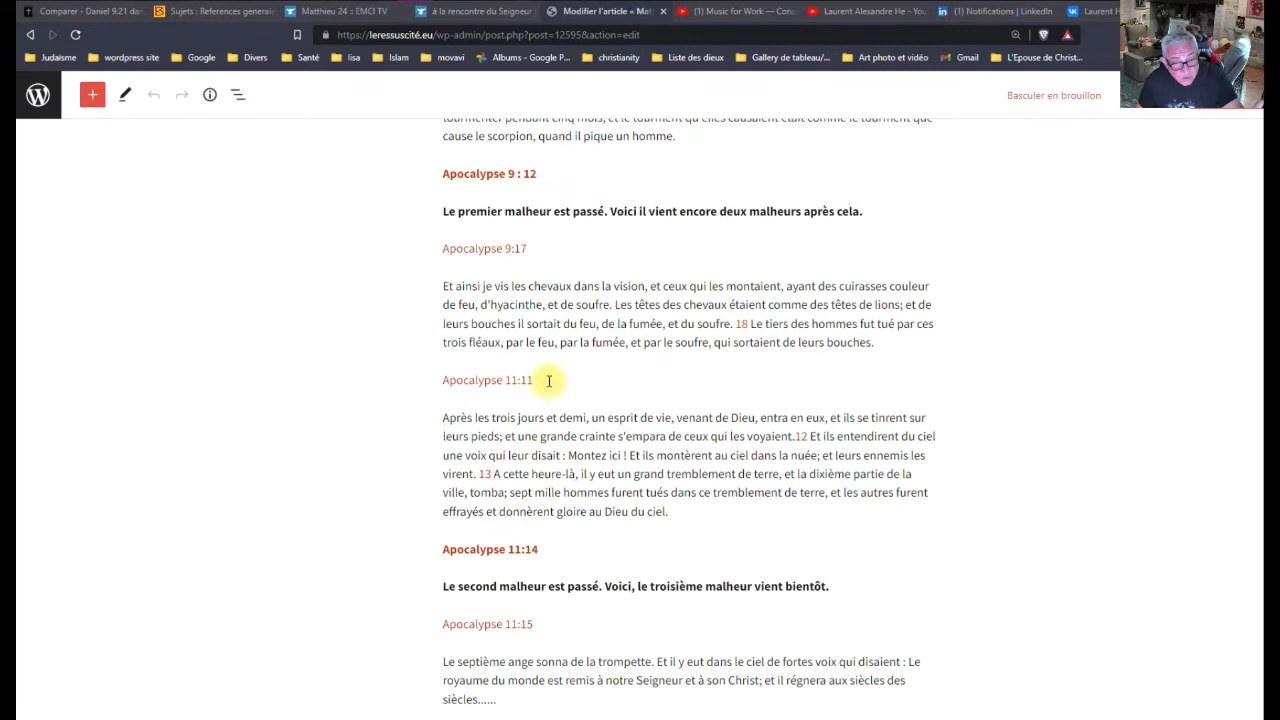 Comparer - Daniel 9.21 dan
Sujets : References generale
Matthieu 24 :: EMCI TV
à la rencontre du Seigneur
Modifier l'article « Mat
(1) Music for Work — Conc
Laurent Alexandre He - You
(1) Notifications | LinkedIn
Laurent H
https://leressuscité.eu/wp-admin/post.php?post=12595&action=edit
Judaïsme
wordpress site
Google
Divers
Santé
lisa
Islam
movavi
Albums - Google P...
christianity
Liste des dieux
Gallery de tableau/...
Art photo et vidéo
Gmail
L'Epouse de Christ...
Basculer en brouillon
tourmenter pendant cinq mois; et le tourment qu'elles causaient était comme le tourment que
cause le scorpion, quand il pique un homme.
Apocalypse 9 : 12
Le premier malheur est passé. Voici il vient encore deux malheurs après cela.
Apocalypse 9:17
Et ainsi je vis les chevaux dans la vision, et ceux qui les montaient, ayant des cuirasses couleur
de feu, d'hyacinthe, et de soufre. Les têtes des chevaux étaient comme des têtes de lions; et de
leurs bouches il sortait du feu, de la fumée, et du soufre. 18 Le tiers des hommes fut tué par ces
trois fléaux, par le feu, par la fumée, et par le soufre, qui sortaient de leurs bouches.
Apocalypse 11:11
Après les trois jours et demi, un esprit de vie, venant de Dieu, entra en eux, et ils se tinrent sur
leurs pieds; et une grande crainte s'empara de ceux qui les voyaient.12 Et ils entendirent du ciel
une voix qui leur disait : Montez ici ! Et ils montèrent au ciel dans la nuée; et leurs ennemis les
virent. 13 A cette heure-là, il y eut un grand tremblement de terre, et la dixième partie de la
ville, tomba; sept mille hommes furent tués dans ce tremblement de terre, et les autres furent
effrayés et donnèrent gloire au Dieu du ciel.
Apocalypse 11:14
Le second malheur est passé. Voici, le troisième malheur vient bientôt.
Apocalypse 11:15
Le septième ange sonna de la trompette. Et il y eut dans le ciel de fortes voix qui disaient : Le
royaume du monde est remis à notre Seigneur et à son Christ; et il régnera aux siècles des
siècles......